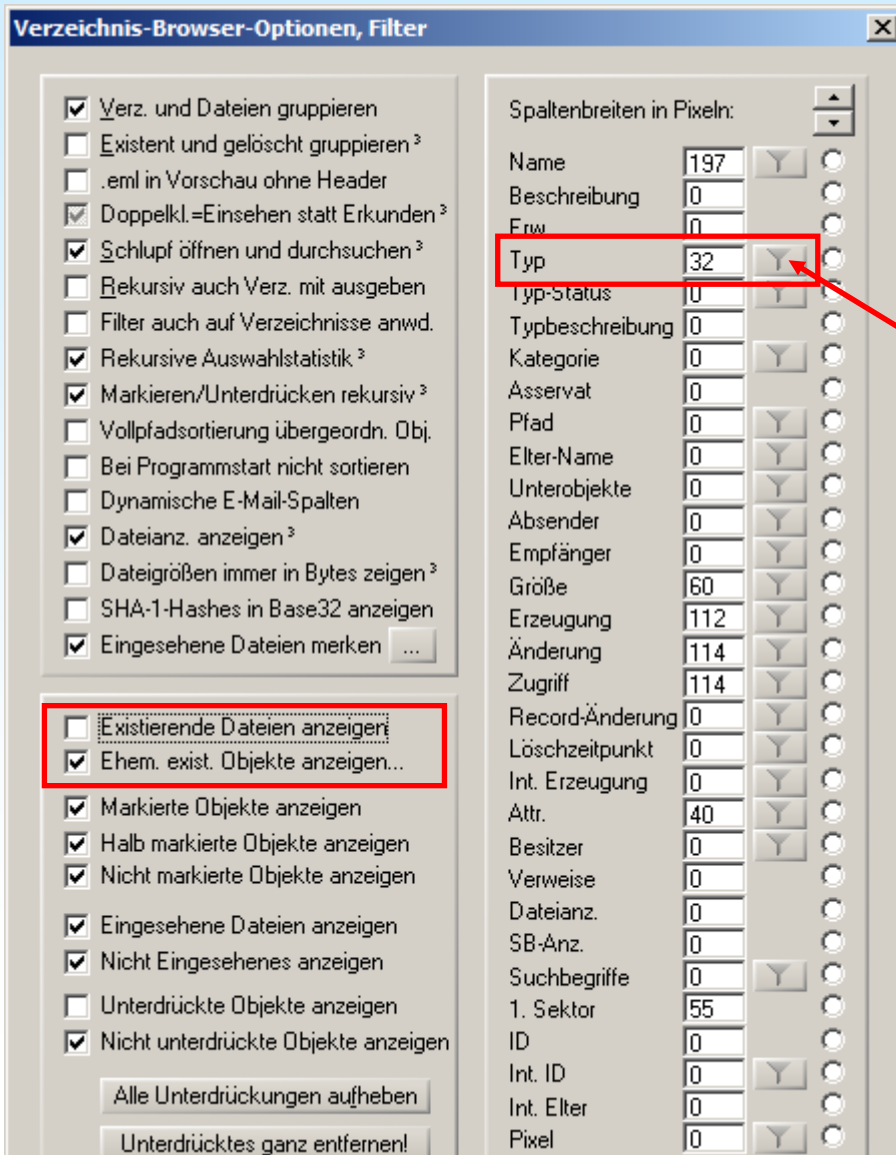 Verzeichnis-Browser-Optionen, Filter
Verz. und Dateien gruppieren
Existent und gelöscht gruppieren ³
.eml in Vorschau ohne Header
Doppelkl.=Einsehen statt Erkunden ³
Schlupf öffnen und durchsuchen ³
Rekursiv auch Verz. mit ausgeben
Filter auch auf Verzeichnisse anwd.
Rekursive Auswahlstatistik ³
Markieren/Unterdrücken rekursiv ³
Vollpfadsortierung übergeordn. Obj.
Bei Programmstart nicht sortieren
Dynamische E-Mail-Spalten
Dateianz. anzeigen ³
Dateigrößen immer in Bytes zeigen ³
SHA-1-Hashes in Base32 anzeigen
Eingesehene Dateien merken ...
Existierende Dateien anzeigen
Ehem. exist. Objekte anzeigen...
Markierte Objekte anzeigen
Halb markierte Objekte anzeigen
Nicht markierte Objekte anzeigen
Eingesehene Dateien anzeigen
Nicht Eingesehenes anzeigen
Unterdrückte Objekte anzeigen
Nicht unterdrückte Objekte anzeigen
Alle Unterdrückungen aufheben
Unterdrücktes ganz entfernen!
Spaltenbreiten in Pixeln:
Name 197
Beschreibung 0
Erw. 0
Typ 32
Typ-Status 0
Typbeschreibung 0
Kategorie 0
Asservat 0
Pfad 0
Elter-Name 0
Unterobjekte 0
Absender 0
Empfänger 0
Größe 60
Erzeugung 112
Änderung 114
Zugriff 114
Record-Änderung 0
Löschzeitpunkt 0
Int. Erzeugung 0
Attr. 40
Besitzer 0
Verweise 0
Dateianz. 0
SB-Anz. 0
Suchbegriffe 0
1. Sektor 55
ID 0
Int. ID 0
Int. Elter 0
Pixel 0